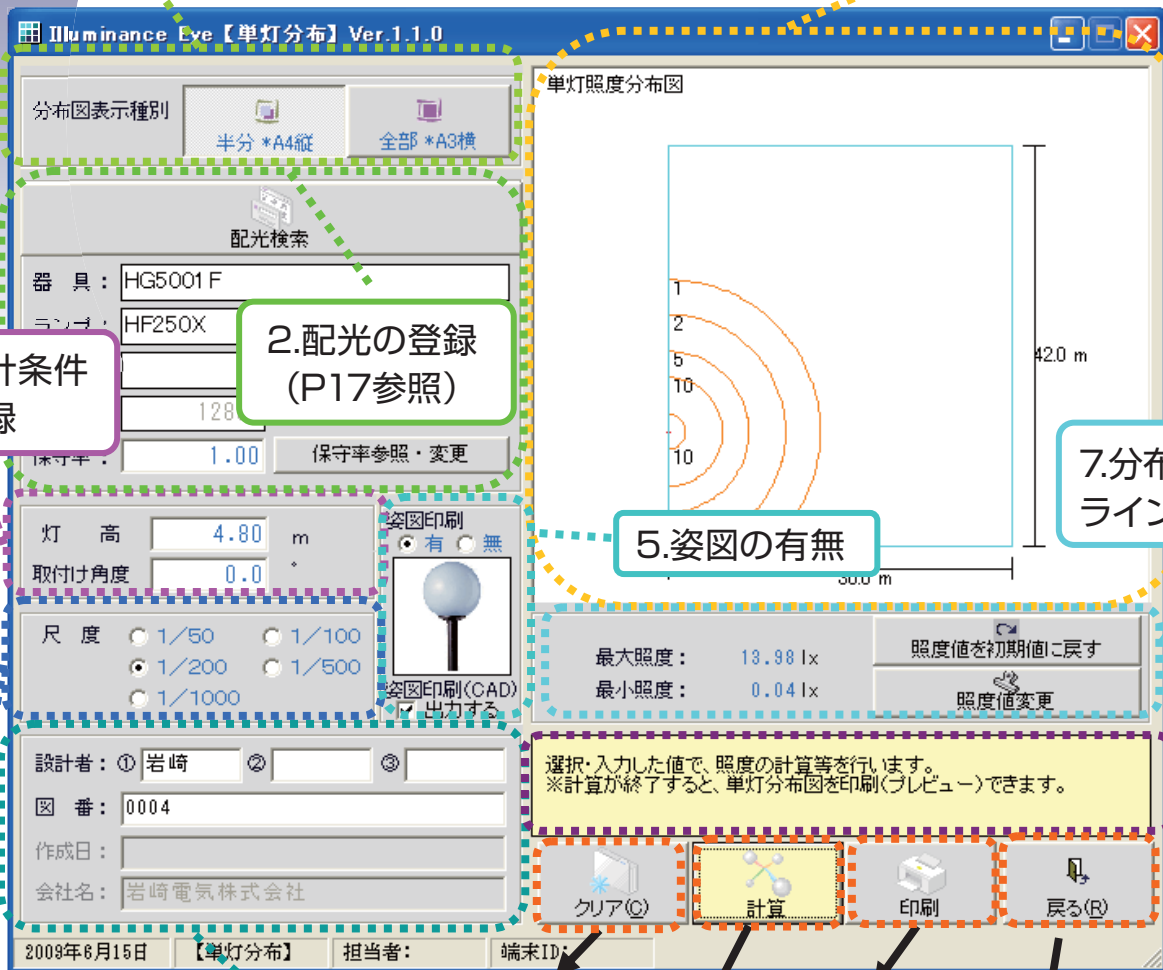 Illuminance Eye【単灯分布】Ver.1.1.0
分布図表示種別
半分 *A4縦
全部 *A3横
配光検索
器 具：
HG5001 F
HF250X
2.配光の登録
（P17参照）
計条件
録
128
保守率：
1.00
保守率参照・変更
灯 高
4.80
m
取付け角度
0.0
°
姿図印刷
有
無
姿図印刷(CAD)
出力する
尺 度
1/50
1/100
1/200
1/500
1/1000
設計者：
①
岩崎
②
③
図 番：
0004
作成日：
会社名：
岩崎電気株式会社
単灯照度分布図
1
2
5
10
10
42.0 m
30.0 m
5.姿図の有無
7.分布
ライン
最大照度：
13.98 lx
最小照度：
0.04 lx
照度値を初期値に戻す
照度値変更
選択・入力した値で、照度の計算等を行います。
※計算が終了すると、単灯分布図を印刷(プレビュー)できます。
クリア(C)
計算
印刷
戻る(R)
2009年6月15日
【単灯分布】
担当者：
端末ID：